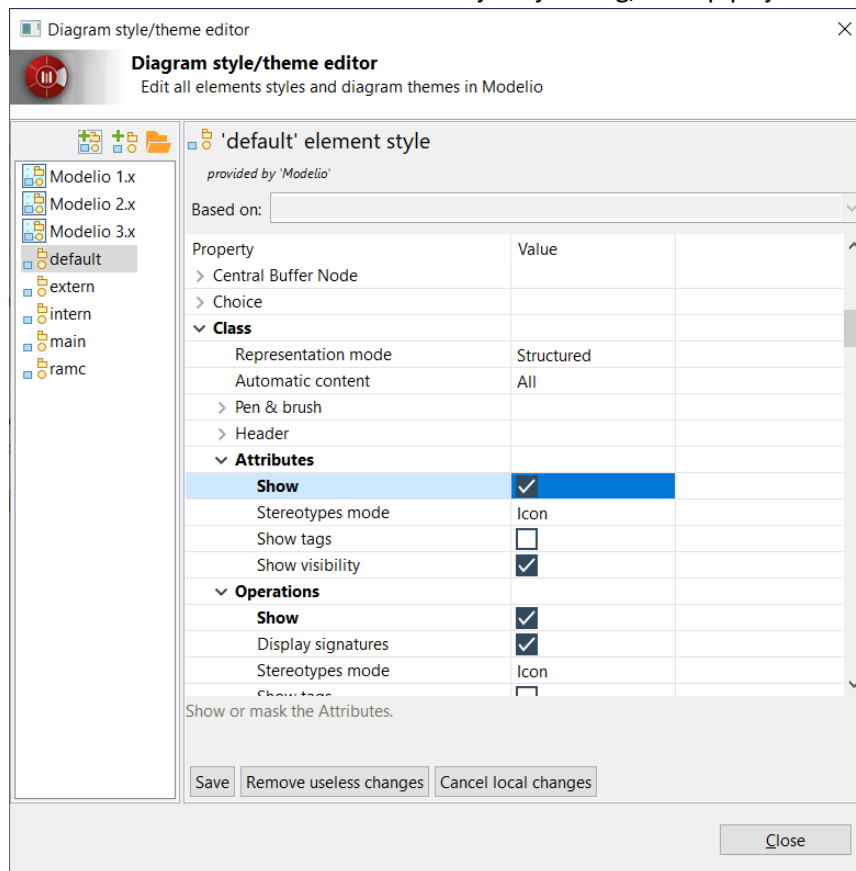 Diagram style/theme editor
Diagram style/theme editor
Edit all elements styles and diagram themes in Modelio
Modelio 1.x
Modelio 2.x
Modelio 3.x
default
extern
intern
main
ramc
'default' element style
provided by 'Modelio'
Based on:
Property Value
Central Buffer Node
Choice
Class
Representation mode Structured
Automatic content All
Pen & brush
Header
Attributes
Show
Stereotypes mode Icon
Show tags
Show visibility
Operations
Show
Display signatures
Stereotypes mode Icon
Show tags
Show or mask the Attributes.
Save Remove useless changes Cancel local changes
Close